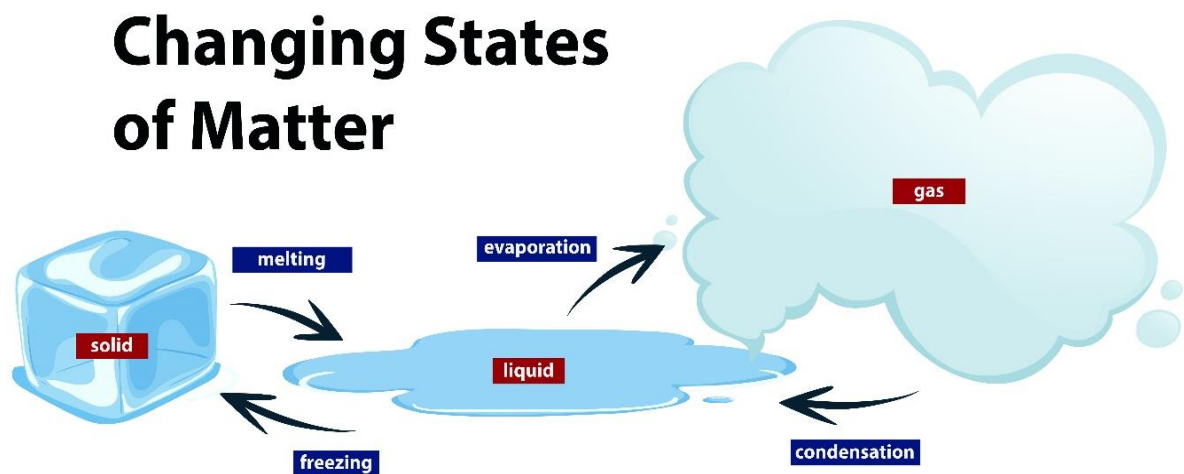 Changing States
of Matter
gas
evaporation
melting
solid
liquid
condensation
freezing